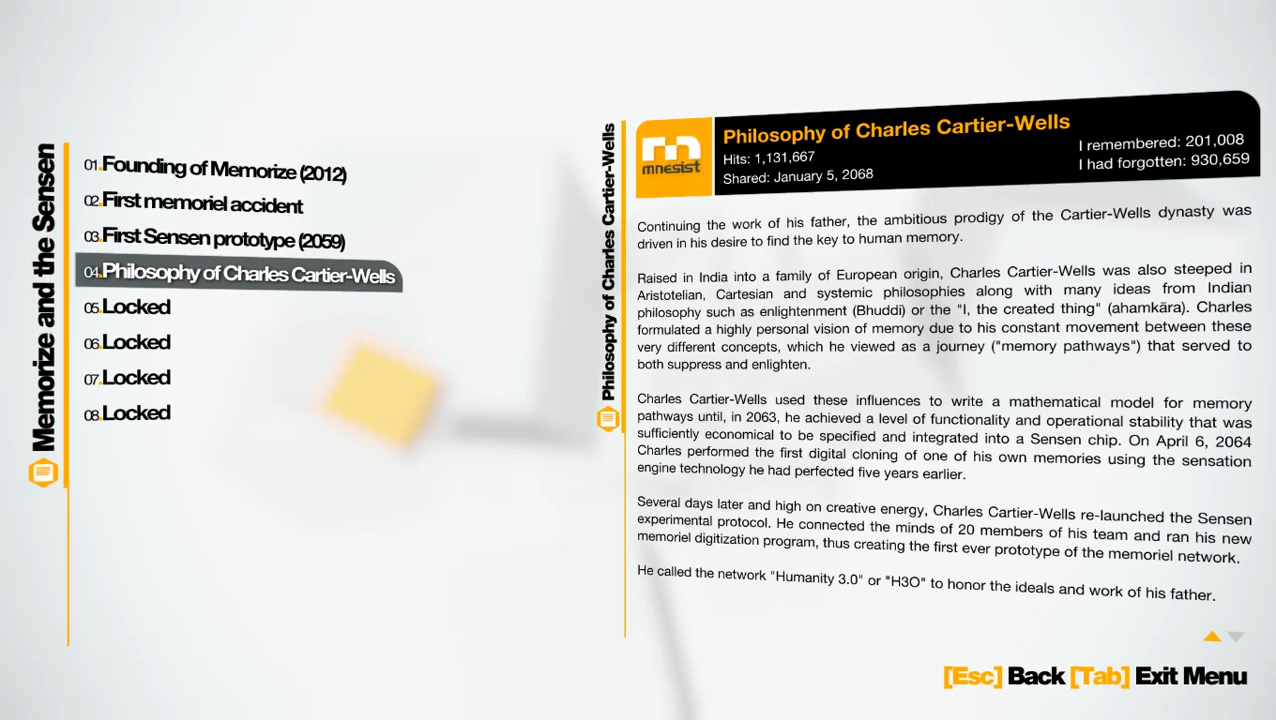 Memorize and the Sensen
01.Founding of Memorize (2012)
02.First memoriel accident
03.First Sensen prototype (2059)
04.Philosophy of Charles Cartier-Wells
05.Locked
06.Locked
07.Locked
08.Locked
Philosophy of Charles Cartier-Wells
mnesist
Philosophy of Charles Cartier-Wells
Hits: 1,131,667
Shared: January 5, 2068
I remembered: 201,008
I had forgotten: 930,659
Continuing the work of his father, the ambitious prodigy of the Cartier-Wells dynasty was
driven in his desire to find the key to human memory.
Raised in India into a family of European origin, Charles Cartier-Wells was also steeped in
Aristotelian, Cartesian and systemic philosophies along with many ideas from Indian
philosophy such as enlightenment (Bhuddi) or the "I, the created thing" (ahamkāra). Charles
formulated a highly personal vision of memory due to his constant movement between these
very different concepts, which he viewed as a journey ("memory pathways") that served to
both suppress and enlighten.
Charles Cartier-Wells used these influences to write a mathematical model for memory
pathways until, in 2063, he achieved a level of functionality and operational stability that was
sufficiently economical to be specified and integrated into a Sensen chip. On April 6, 2064
Charles performed the first digital cloning of one of his own memories using the sensation
engine technology he had perfected five years earlier.
Several days later and high on creative energy, Charles Cartier-Wells re-launched the Sensen
experimental protocol. He connected the minds of 20 members of his team and ran his new
memoriel digitization program, thus creating the first ever prototype of the memoriel network.
He called the network "Humanity 3.0" or "H3O" to honor the ideals and work of his father.
[Esc] Back [Tab] Exit Menu